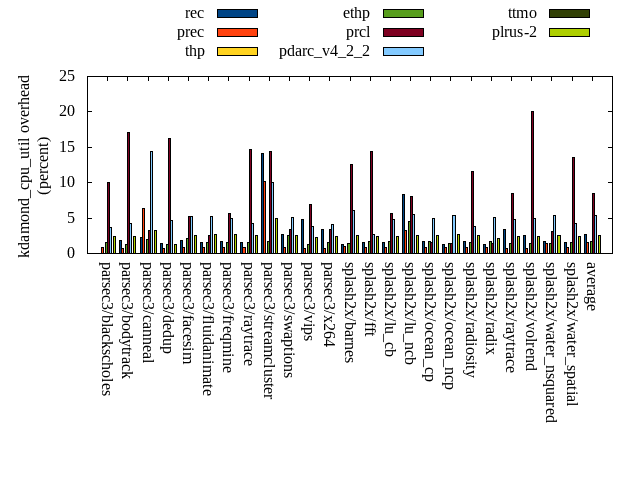 rec
prec
thp
ethp
prcl
pdarc_v4_2_2
ttmo
plrus-2
kdamond_cpu_util overhead
(percent)
25
20
15
10
5
0
parsec3/blackscholes
parsec3/bodytrack
parsec3/canneal
parsec3/dedup
parsec3/facesim
parsec3/fluidanimate
parsec3/freqmine
parsec3/raytrace
parsec3/streamcluster
parsec3/swaptions
parsec3/vips
parsec3/x264
splash2x/barnes
splash2x/fft
splash2x/lu_cb
splash2x/lu_ncb
splash2x/ocean_cp
splash2x/ocean_ncp
splash2x/radiosity
splash2x/radix
splash2x/raytrace
splash2x/volrend
splash2x/water_nsquared
splash2x/water_spatial
average